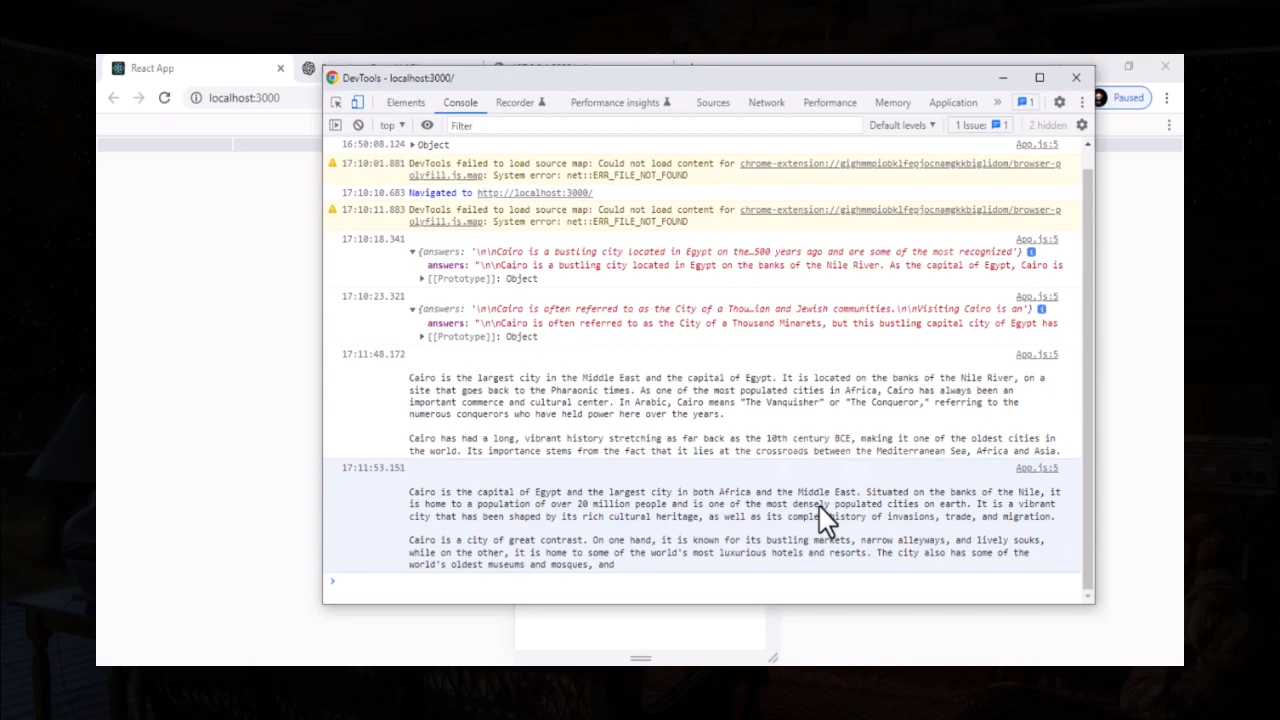 React App
DevTools - localhost:3000/
localhost:3000
Paused
Elements
Console
Recorder
Performance insights
Sources
Network
Performance
Memory
Application
»
1
top
Filter
Default levels
1 Issue:
1
2 hidden
16:50:08.124
Object
App.js:5
17:10:01.881 DevTools failed to load source map: Could not load content for chrome-extension://gighmmpiobklfepjocnamgkkbiglidom/browser-p
olyfill.js.map: System error: net::ERR_FILE_NOT_FOUND
17:10:10.683 Navigated to http://localhost:3000/
17:10:11.883 DevTools failed to load source map: Could not load content for chrome-extension://gighmmpiobklfepjocnamgkkbiglidom/browser-p
olyfill.js.map: System error: net::ERR_FILE_NOT_FOUND
17:10:18.341
App.js:5
{answers: '\n\nCairo is a bustling city located in Egypt on the…500 years ago and are some of the most recognized'}
answers: "\n\nCairo is a bustling city located in Egypt on the banks of the Nile River. As the capital of Egypt, Cairo is
[[Prototype]]: Object
17:10:23.321
App.js:5
{answers: '\n\nCairo is often referred to as the City of a Thou…ian and Jewish communities.\n\nVisiting Cairo is an'}
answers: "\n\nCairo is often referred to as the City of a Thousand Minarets, but this bustling capital city of Egypt has
[[Prototype]]: Object
17:11:48.172
App.js:5
Cairo is the largest city in the Middle East and the capital of Egypt. It is located on the banks of the Nile River, on a
site that goes back to the Pharaonic times. As one of the most populated cities in Africa, Cairo has always been an
important commerce and cultural center. In Arabic, Cairo means "The Vanquisher" or "The Conqueror," referring to the
numerous conquerors who have held power here over the years.
Cairo has had a long, vibrant history stretching as far back as the 10th century BCE, making it one of the oldest cities in
the world. Its importance stems from the fact that it lies at the crossroads between the Mediterranean Sea, Africa and Asia.
17:11:53.151
App.js:5
Cairo is the capital of Egypt and the largest city in both Africa and the Middle East. Situated on the banks of the Nile, it
is home to a population of over 20 million people and is one of the most densely populated cities on earth. It is a vibrant
city that has been shaped by its rich cultural heritage, as well as its comple history of invasions, trade, and migration.
Cairo is a city of great contrast. On one hand, it is known for its bustling markets, narrow alleyways, and lively souks,
while on the other, it is home to some of the world's most luxurious hotels and resorts. The city also has some of the
world's oldest museums and mosques, and